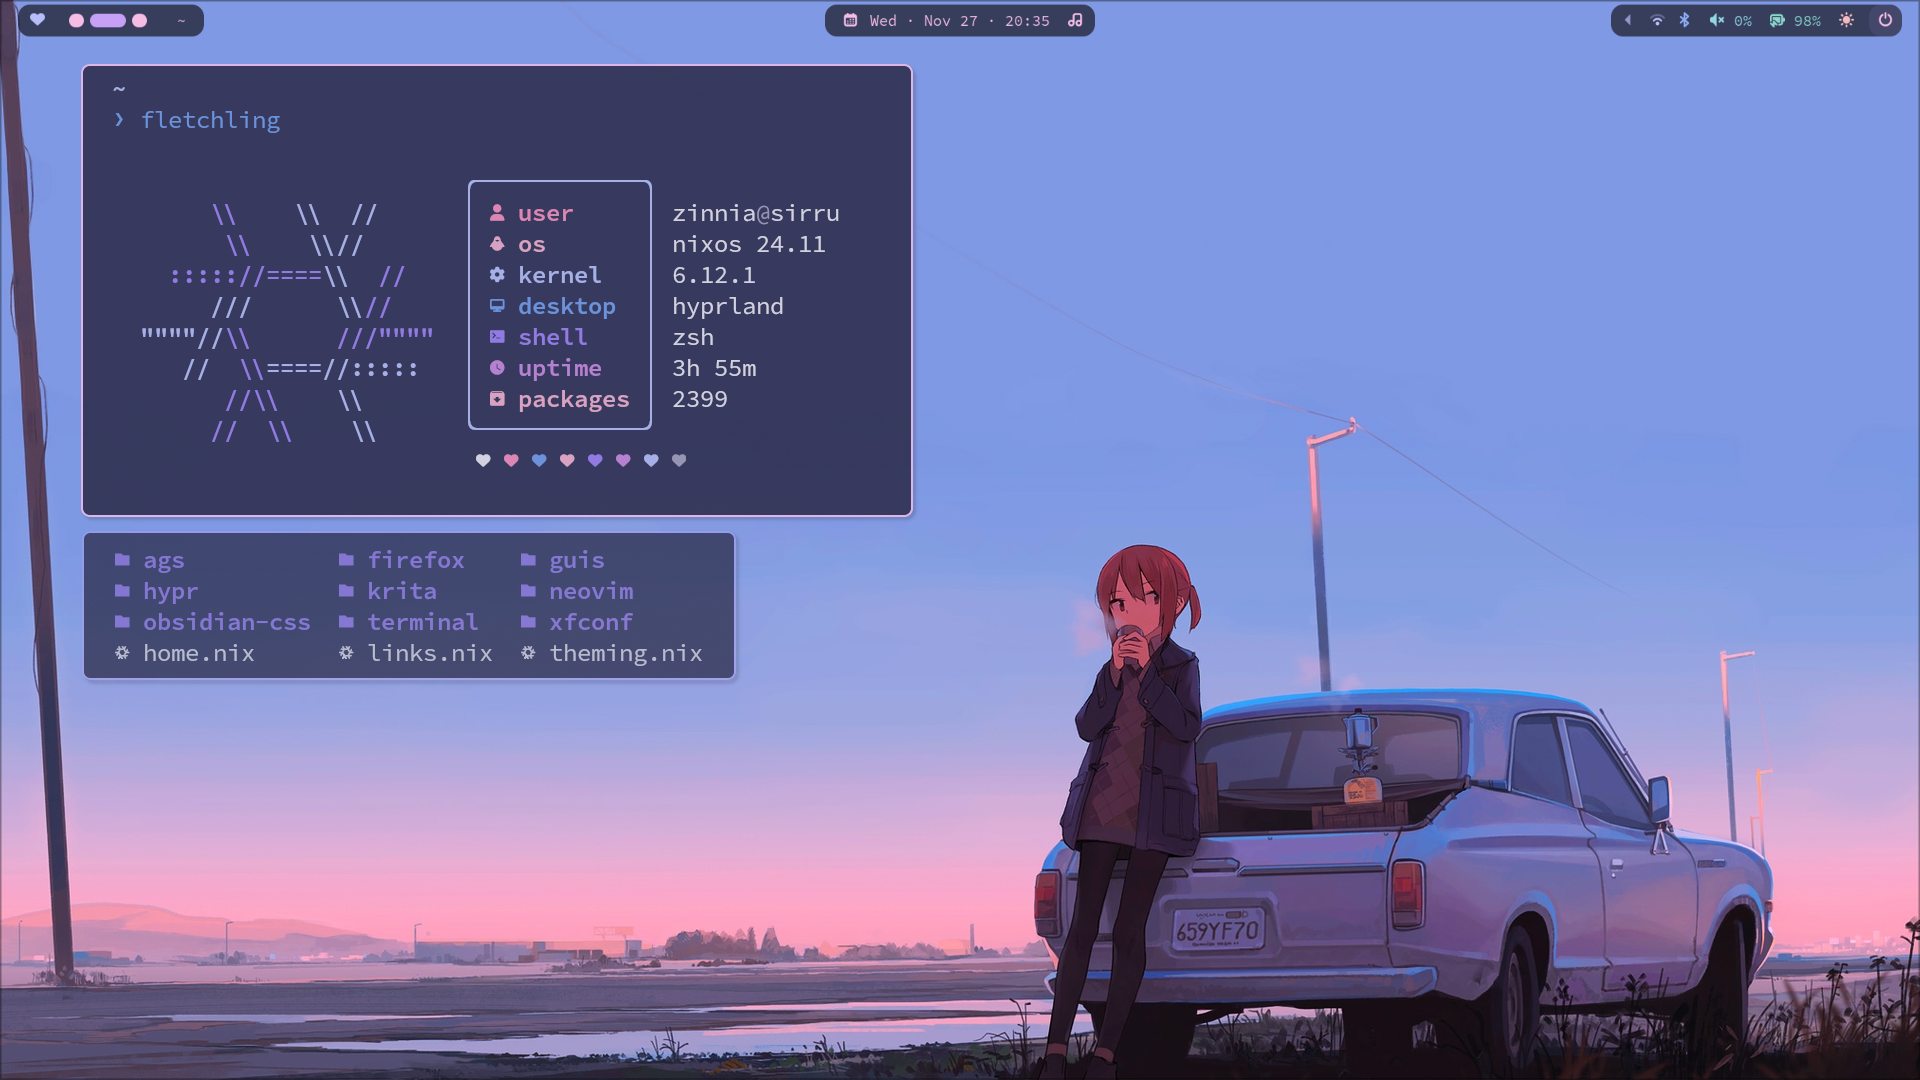 ~
Wed · Nov 27 · 20:35
0%
98%
~
❯ fletchling
\\ \\ //
\\ \\//
:::::// ====\\ //
/// \\//
""""//\\ ///""""
// \\====//:::::
//\\ \\
// \\ \\
user zinnia@sirru
os nixos 24.11
kernel 6.12.1
desktop hyprland
shell zsh
uptime 3h 55m
packages 2399
ags firefox guis
hypr krita neovim
obsidian-css terminal xfconf
home.nix links.nix theming.nix
659YF70